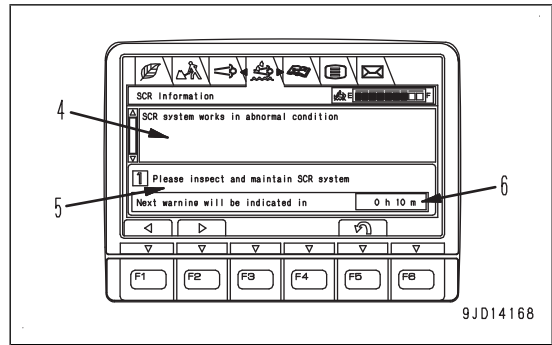 SCR Information
E F
SCR system works in abnormal condition
1 Please inspect and maintain SCR system
Next warning will be indicated in 0 h 10 m
4
5
6
F1 F2 F3 F4 F5 F6
9JD14168